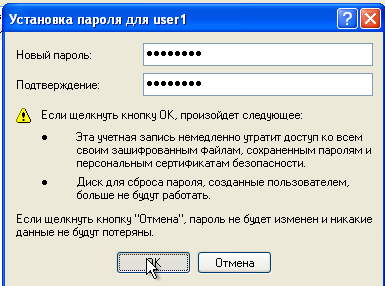 Установка пароля для user1
Новый пароль: ●●●●●●●●
Подтверждение: ●●●●●●●●
Если щелкнуть кнопку OK, произойдет следующее:
● Эта учетная запись немедленно утратит доступ ко всем
своим зашифрованным файлам, сохраненным паролям и
персональным сертификатам безопасности.
● Диск для сброса пароля, созданные пользователем,
больше не будут работать.
Если щелкнуть кнопку "Отмена", пароль не будет изменен и никакие
данные не будут потеряны.
OK Отмена